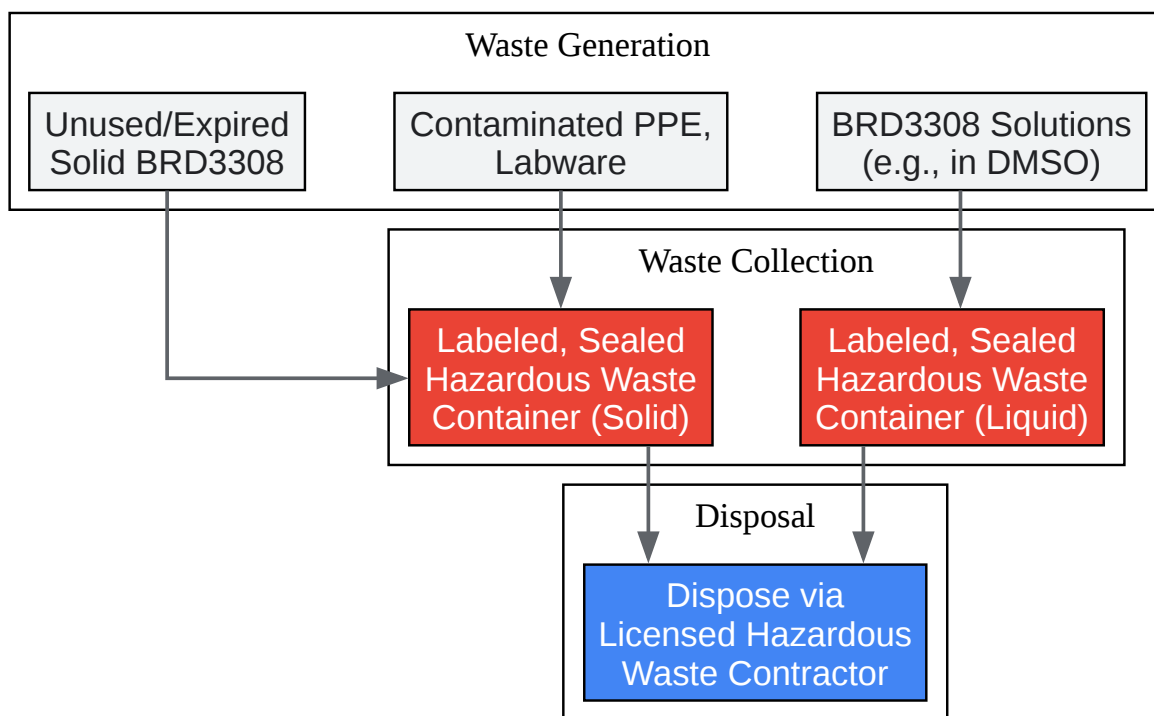 Waste Generation
Unused/Expired
Solid BRD3308
Contaminated PPE,
Labware
BRD3308 Solutions
(e.g., in DMSO)
Waste Collection
Labeled, Sealed
Hazardous Waste
Container (Solid)
Labeled, Sealed
Hazardous Waste
Container (Liquid)
Disposal
Dispose via
Licensed Hazardous
Waste Contractor